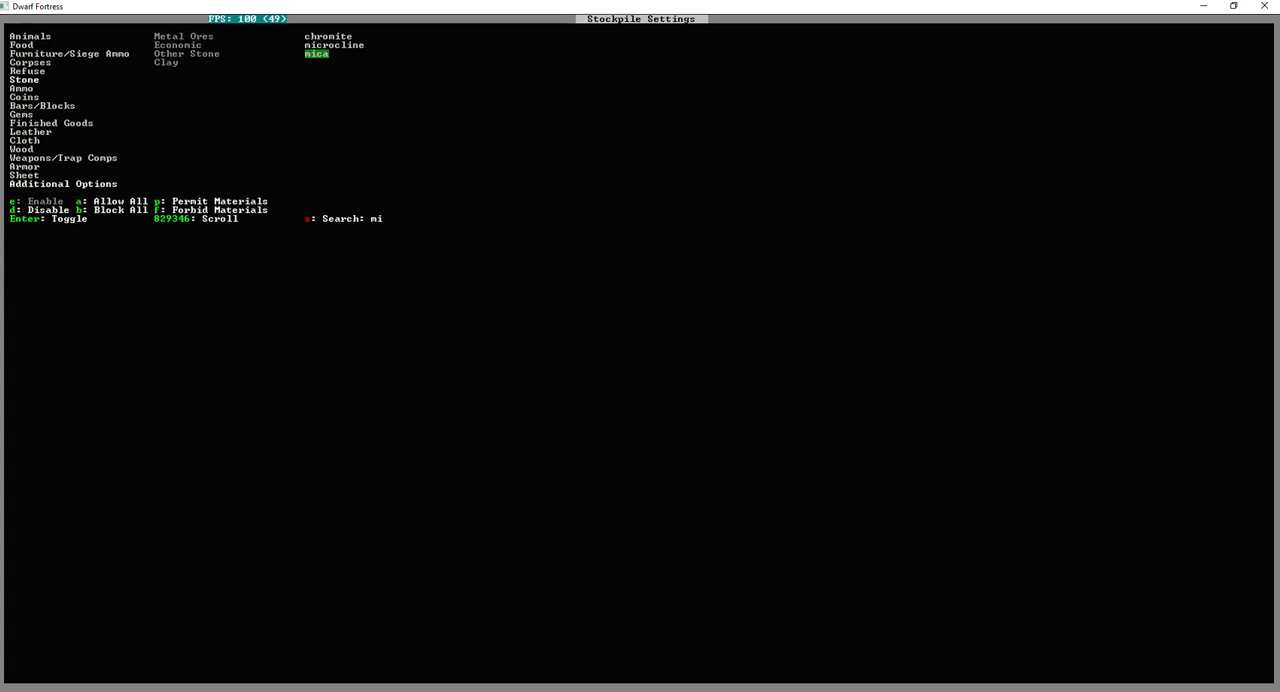 Dwarf Fortress
FPS: 100 (49) Stockpile Settings
Animals Metal Ores chromite
Food Economic microcline
Furniture/Siege Ammo Other Stone mica
Corpses Clay
Refuse
Stone
Ammo
Coins
Bars/Blocks
Gems
Finished Goods
Leather
Cloth
Wood
Weapons/Trap Comps
Armor
Sheet
Additional Options
e: Enable a: Allow All p: Permit Materials
d: Disable b: Block All f: Forbid Materials
Enter: Toggle 829346: Scroll s: Search: mi